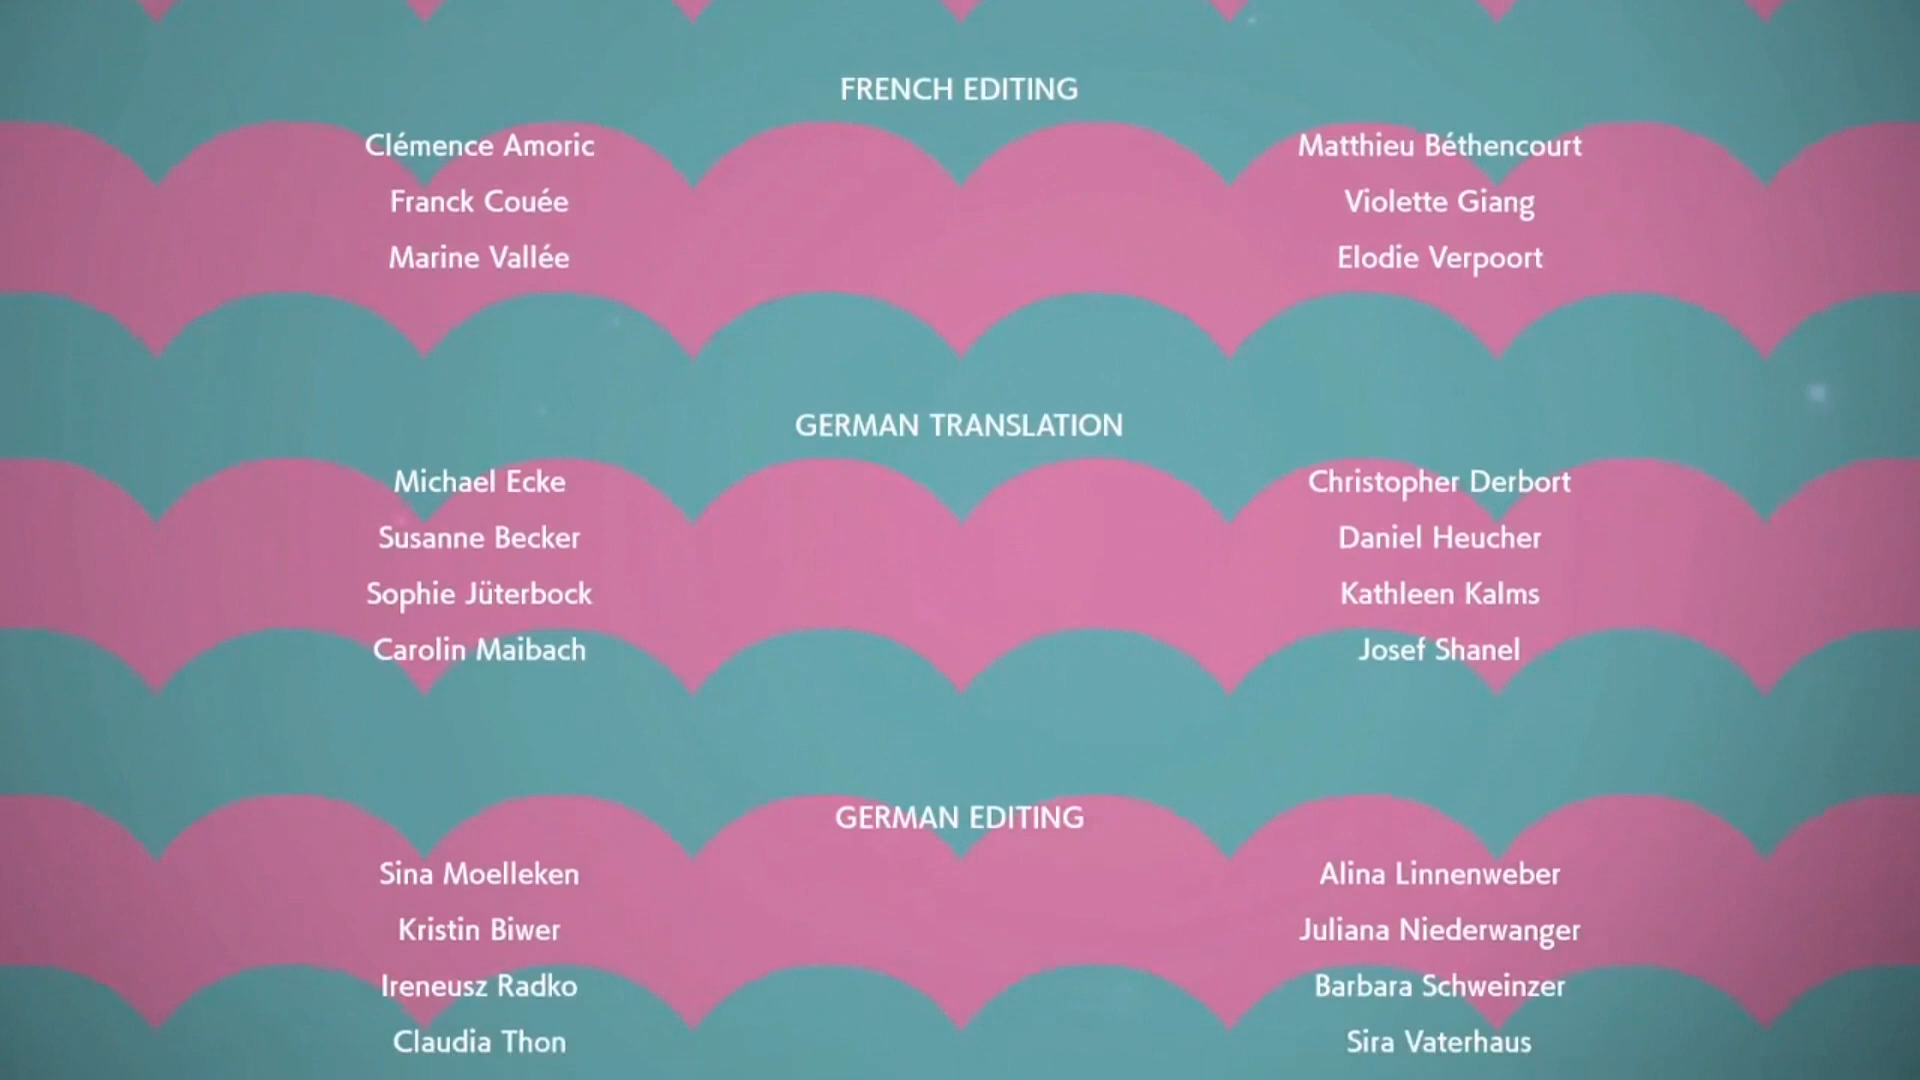 FRENCH EDITING
Clémence Amoric
Matthieu Béthencourt
Franck Couée
Violette Giang
Marine Vallée
Elodie Verpoort
GERMAN TRANSLATION
Michael Ecke
Christopher Derbort
Susanne Becker
Daniel Heucher
Sophie Jüterbock
Kathleen Kalms
Carolin Maibach
Josef Shanel
GERMAN EDITING
Sina Moelleken
Alina Linnenweber
Kristin Biwer
Juliana Niederwanger
Ireneusz Radko
Barbara Schweinzer
Claudia Thon
Sira Vaterhaus